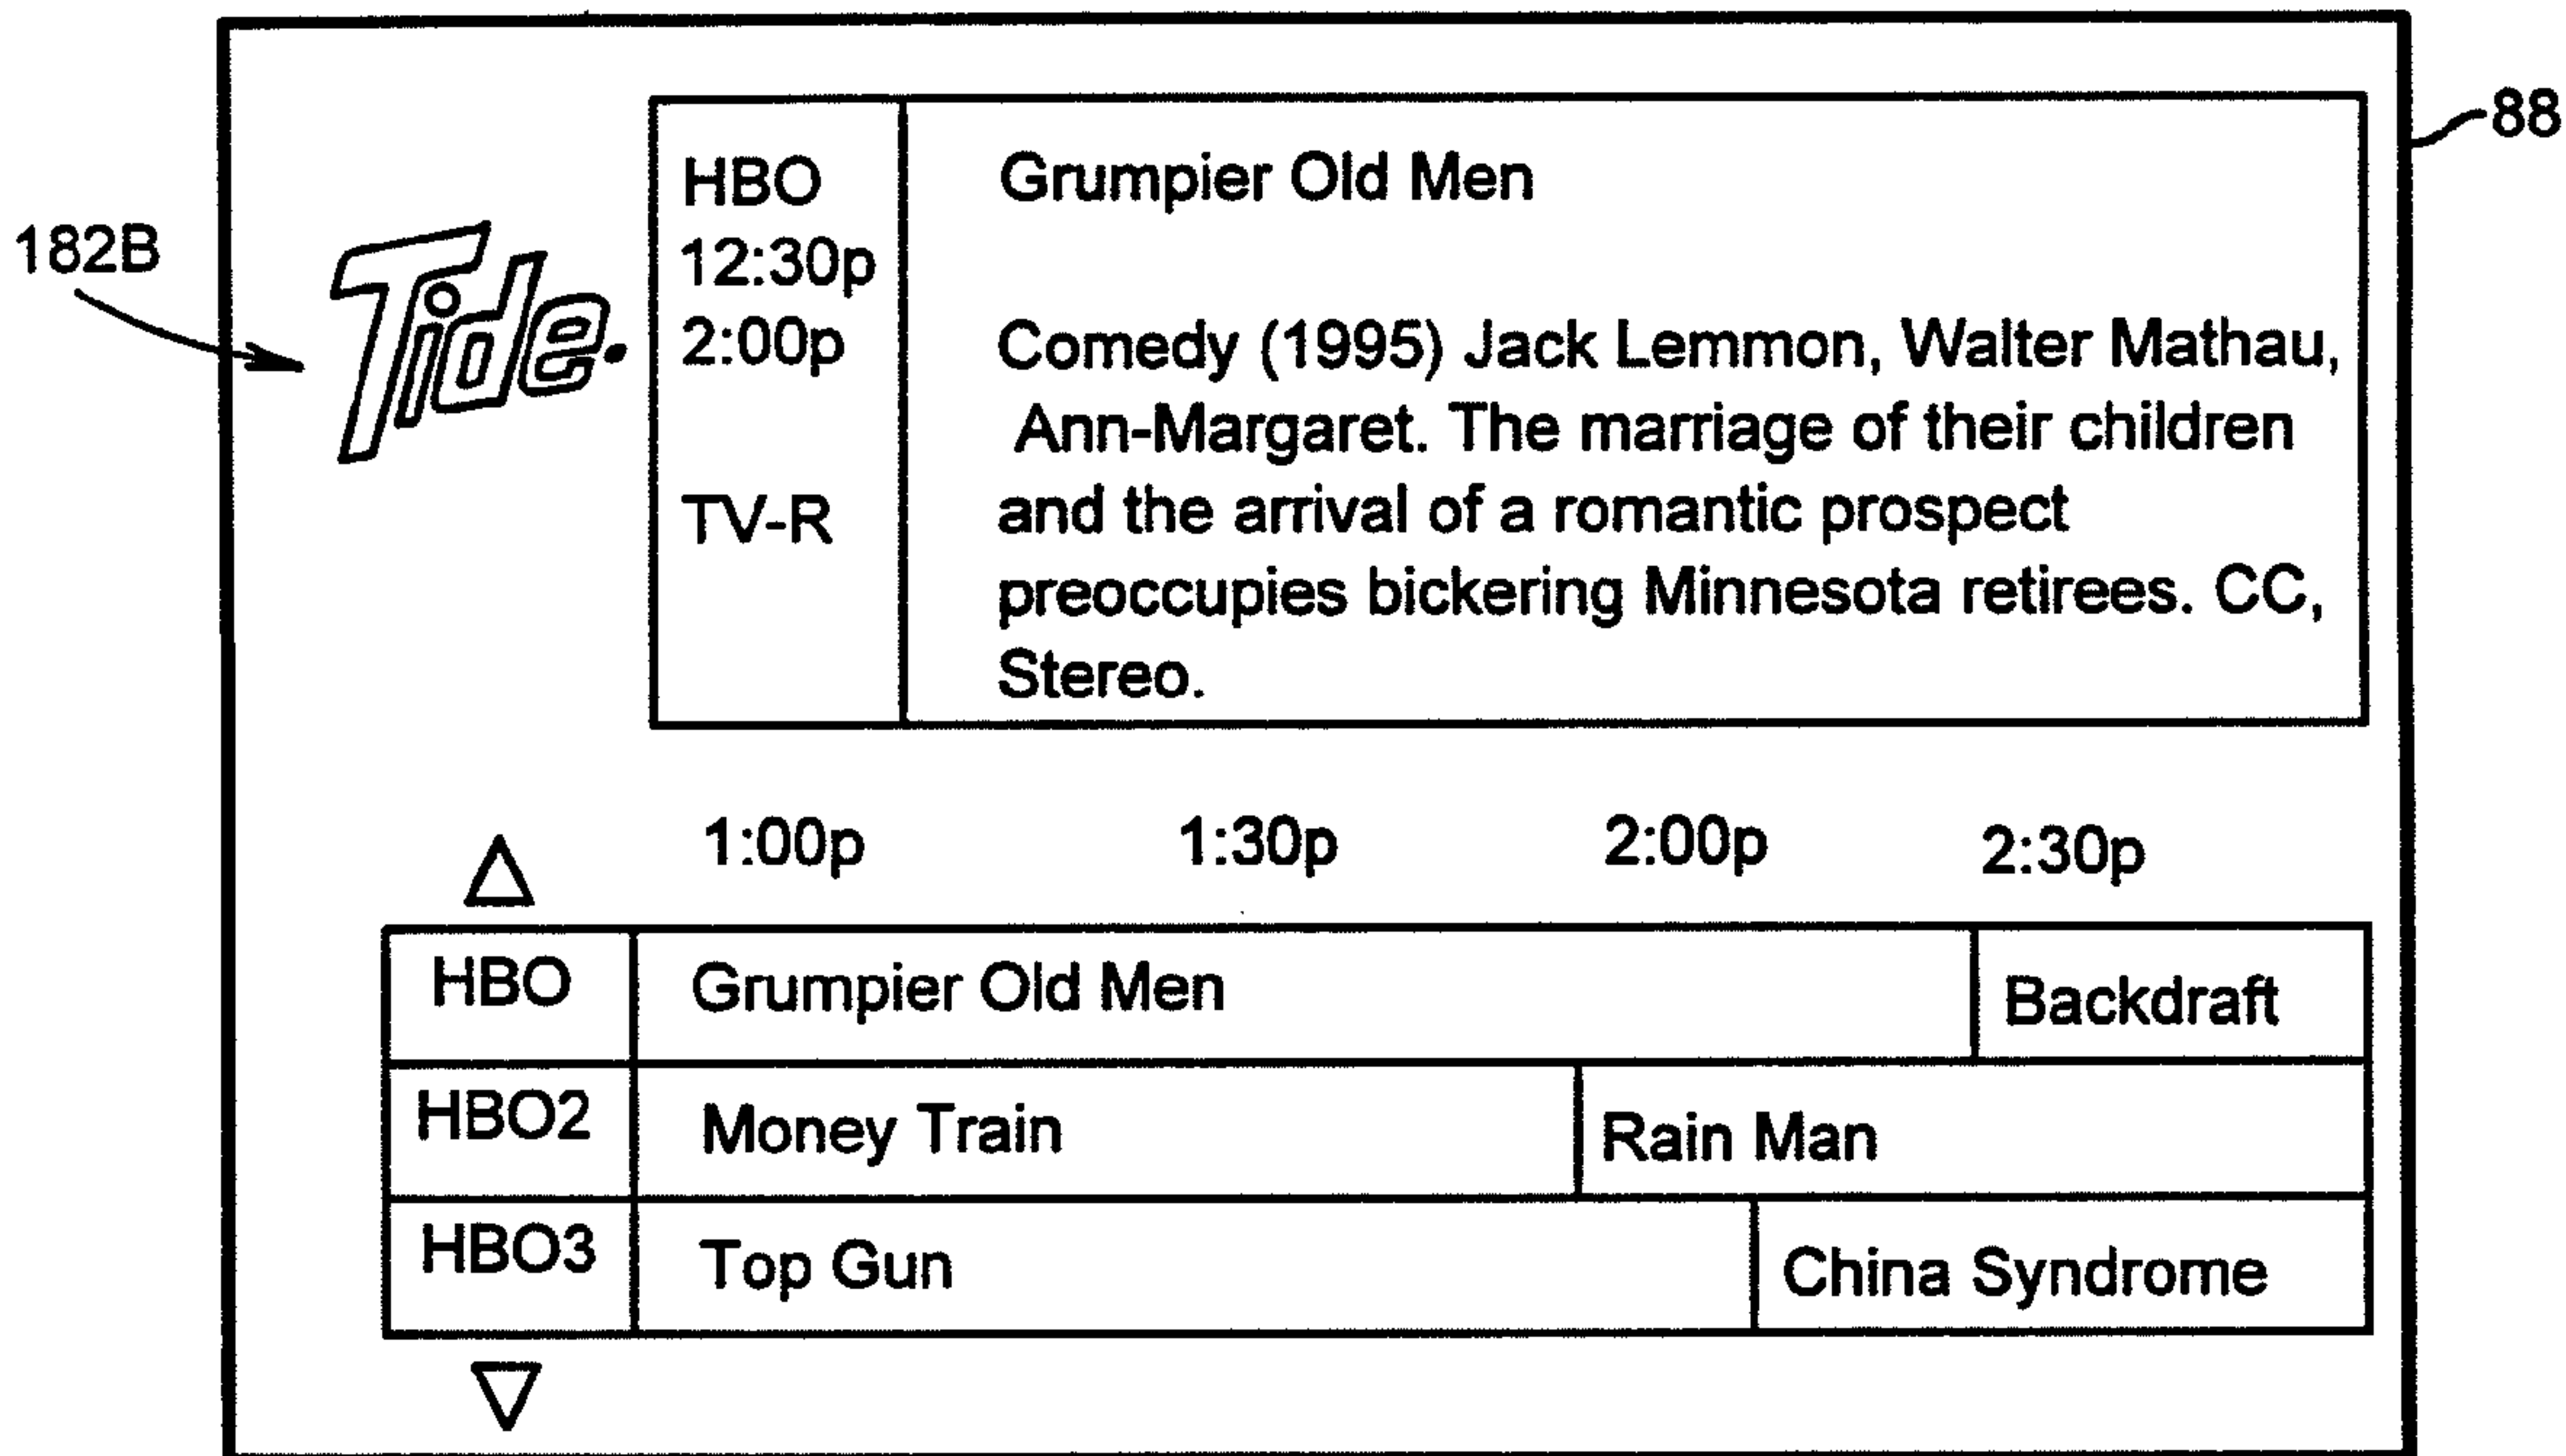 88
182B
Tide.
HBO
12:30p
2:00p
TV-R
Grumpier Old Men
Comedy (1995) Jack Lemmon, Walter Mathau,
Ann-Margaret. The marriage of their children
and the arrival of a romantic prospect
preoccupies bickering Minnesota retirees. CC,
Stereo.
1:00p 1:30p 2:00p 2:30p
HBO Grumpier Old Men Backdraft
HBO2 Money Train Rain Man
HBO3 Top Gun China Syndrome